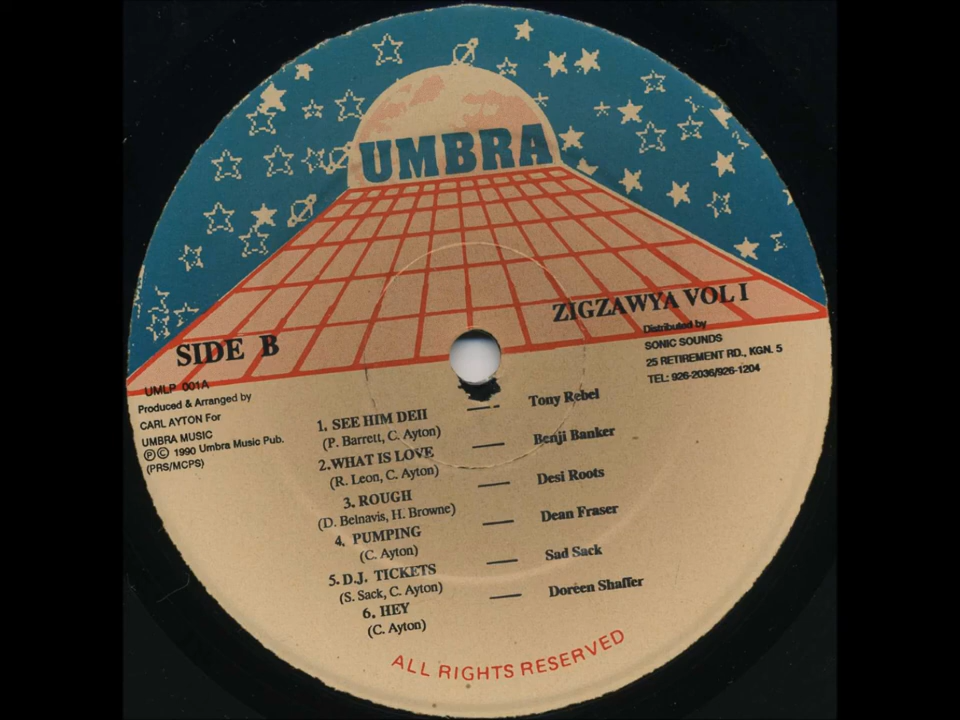 UMBRA
ZIGZAWYA VOL I
SIDE B
Distributed by
SONIC SOUNDS
25 RETIREMENT RD., KGN. 5
TEL: 926-2036/926-1204
UMLP 001A
Produced & Arranged by
CARL AYTON For
UMBRA MUSIC
Ⓟ © 1990 Umbra Music Pub.
(PRS/MCPS)
1. SEE HIM DEH — Tony Rebel
(P. Barrett, C. Ayton)
2.WHAT IS LOVE — Benji Banker
(R. Leon, C. Ayton)
3. ROUGH — Desi Roots
(D. Belnavis, H. Browne)
4. PUMPING — Dean Fraser
(C. Ayton)
5. D.J. TICKETS — Sad Sack
(S. Sack, C. Ayton)
6. HEY — Doreen Shaffer
(C. Ayton)
ALL RIGHTS RESERVED